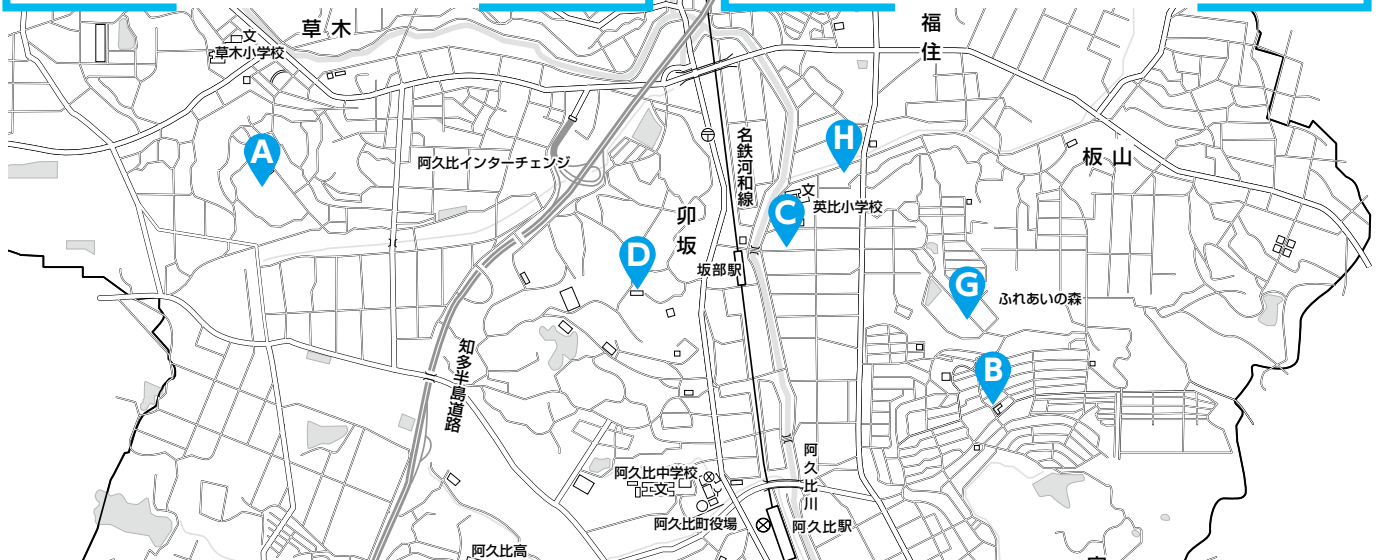 草木
文
草木小学校
福住
A
阿久比インターチェンジ
名鉄河和線
H
板山
文
英比小学校
C
卯坂
D
坂部駅
G
ふれあいの森
知多半島道路
B
阿久比中学校
文
阿久比川
阿久比町役場
阿久比駅
阿久比高